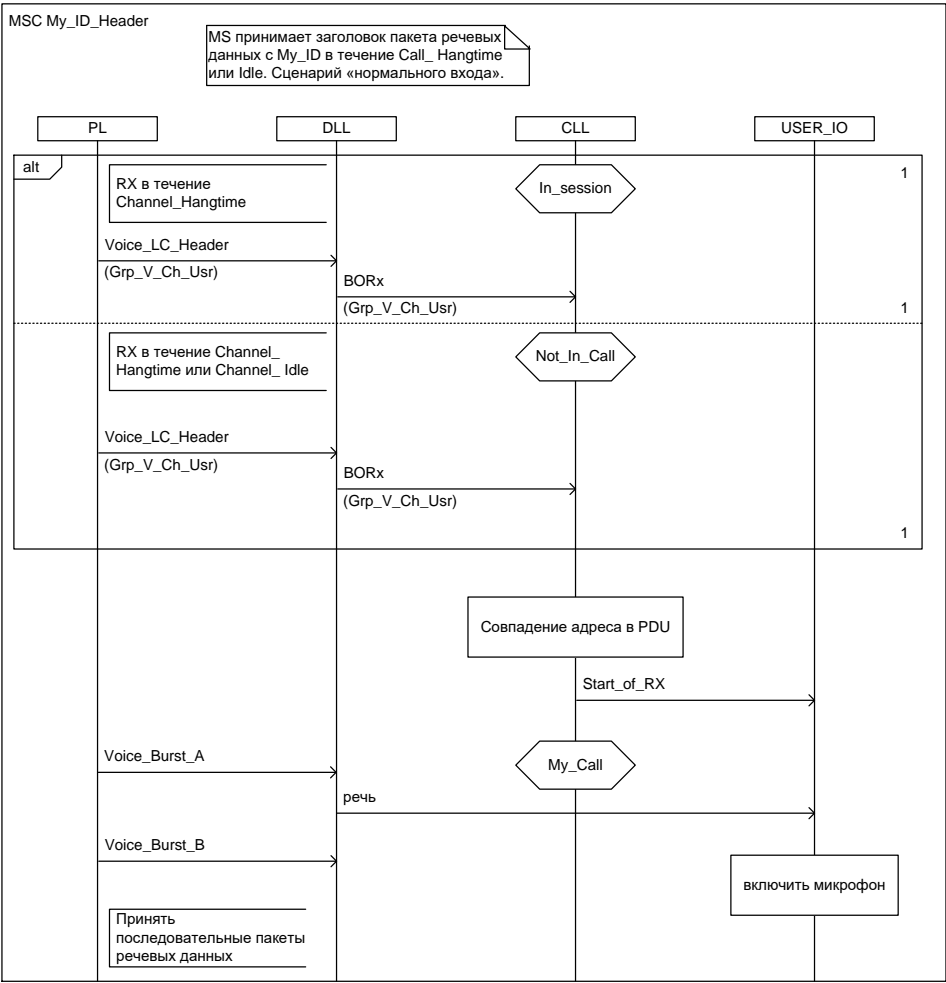 MSC My_ID_Header
MS принимает заголовок пакета речевых
данных с My_ID в течение Call_ Hangtime
или Idle. Сценарий «нормального входа».
PL
DLL
CLL
USER_IO
alt
1
RX в течение
Channel_Hangtime
In_session
Voice_LC_Header
(Grp_V_Ch_Usr)
BORx
(Grp_V_Ch_Usr)
1
RX в течение Channel_
Hangtime или Channel_ Idle
Not_In_Call
Voice_LC_Header
(Grp_V_Ch_Usr)
BORx
(Grp_V_Ch_Usr)
1
Совпадение адреса в PDU
Start_of_RX
Voice_Burst_A
My_Call
речь
Voice_Burst_B
включить микрофон
Принять
последовательные пакеты
речевых данных